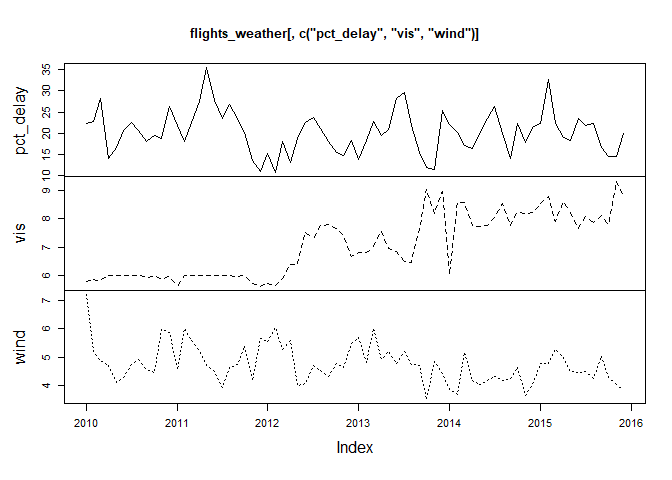 flights_weather[, c("pct_delay", "vis", "wind")]
pct_delay
10 15 20 25 30 35
vis
6 7 8 9
wind
4 5 6 7
2010 2011 2012 2013 2014 2015 2016
Index